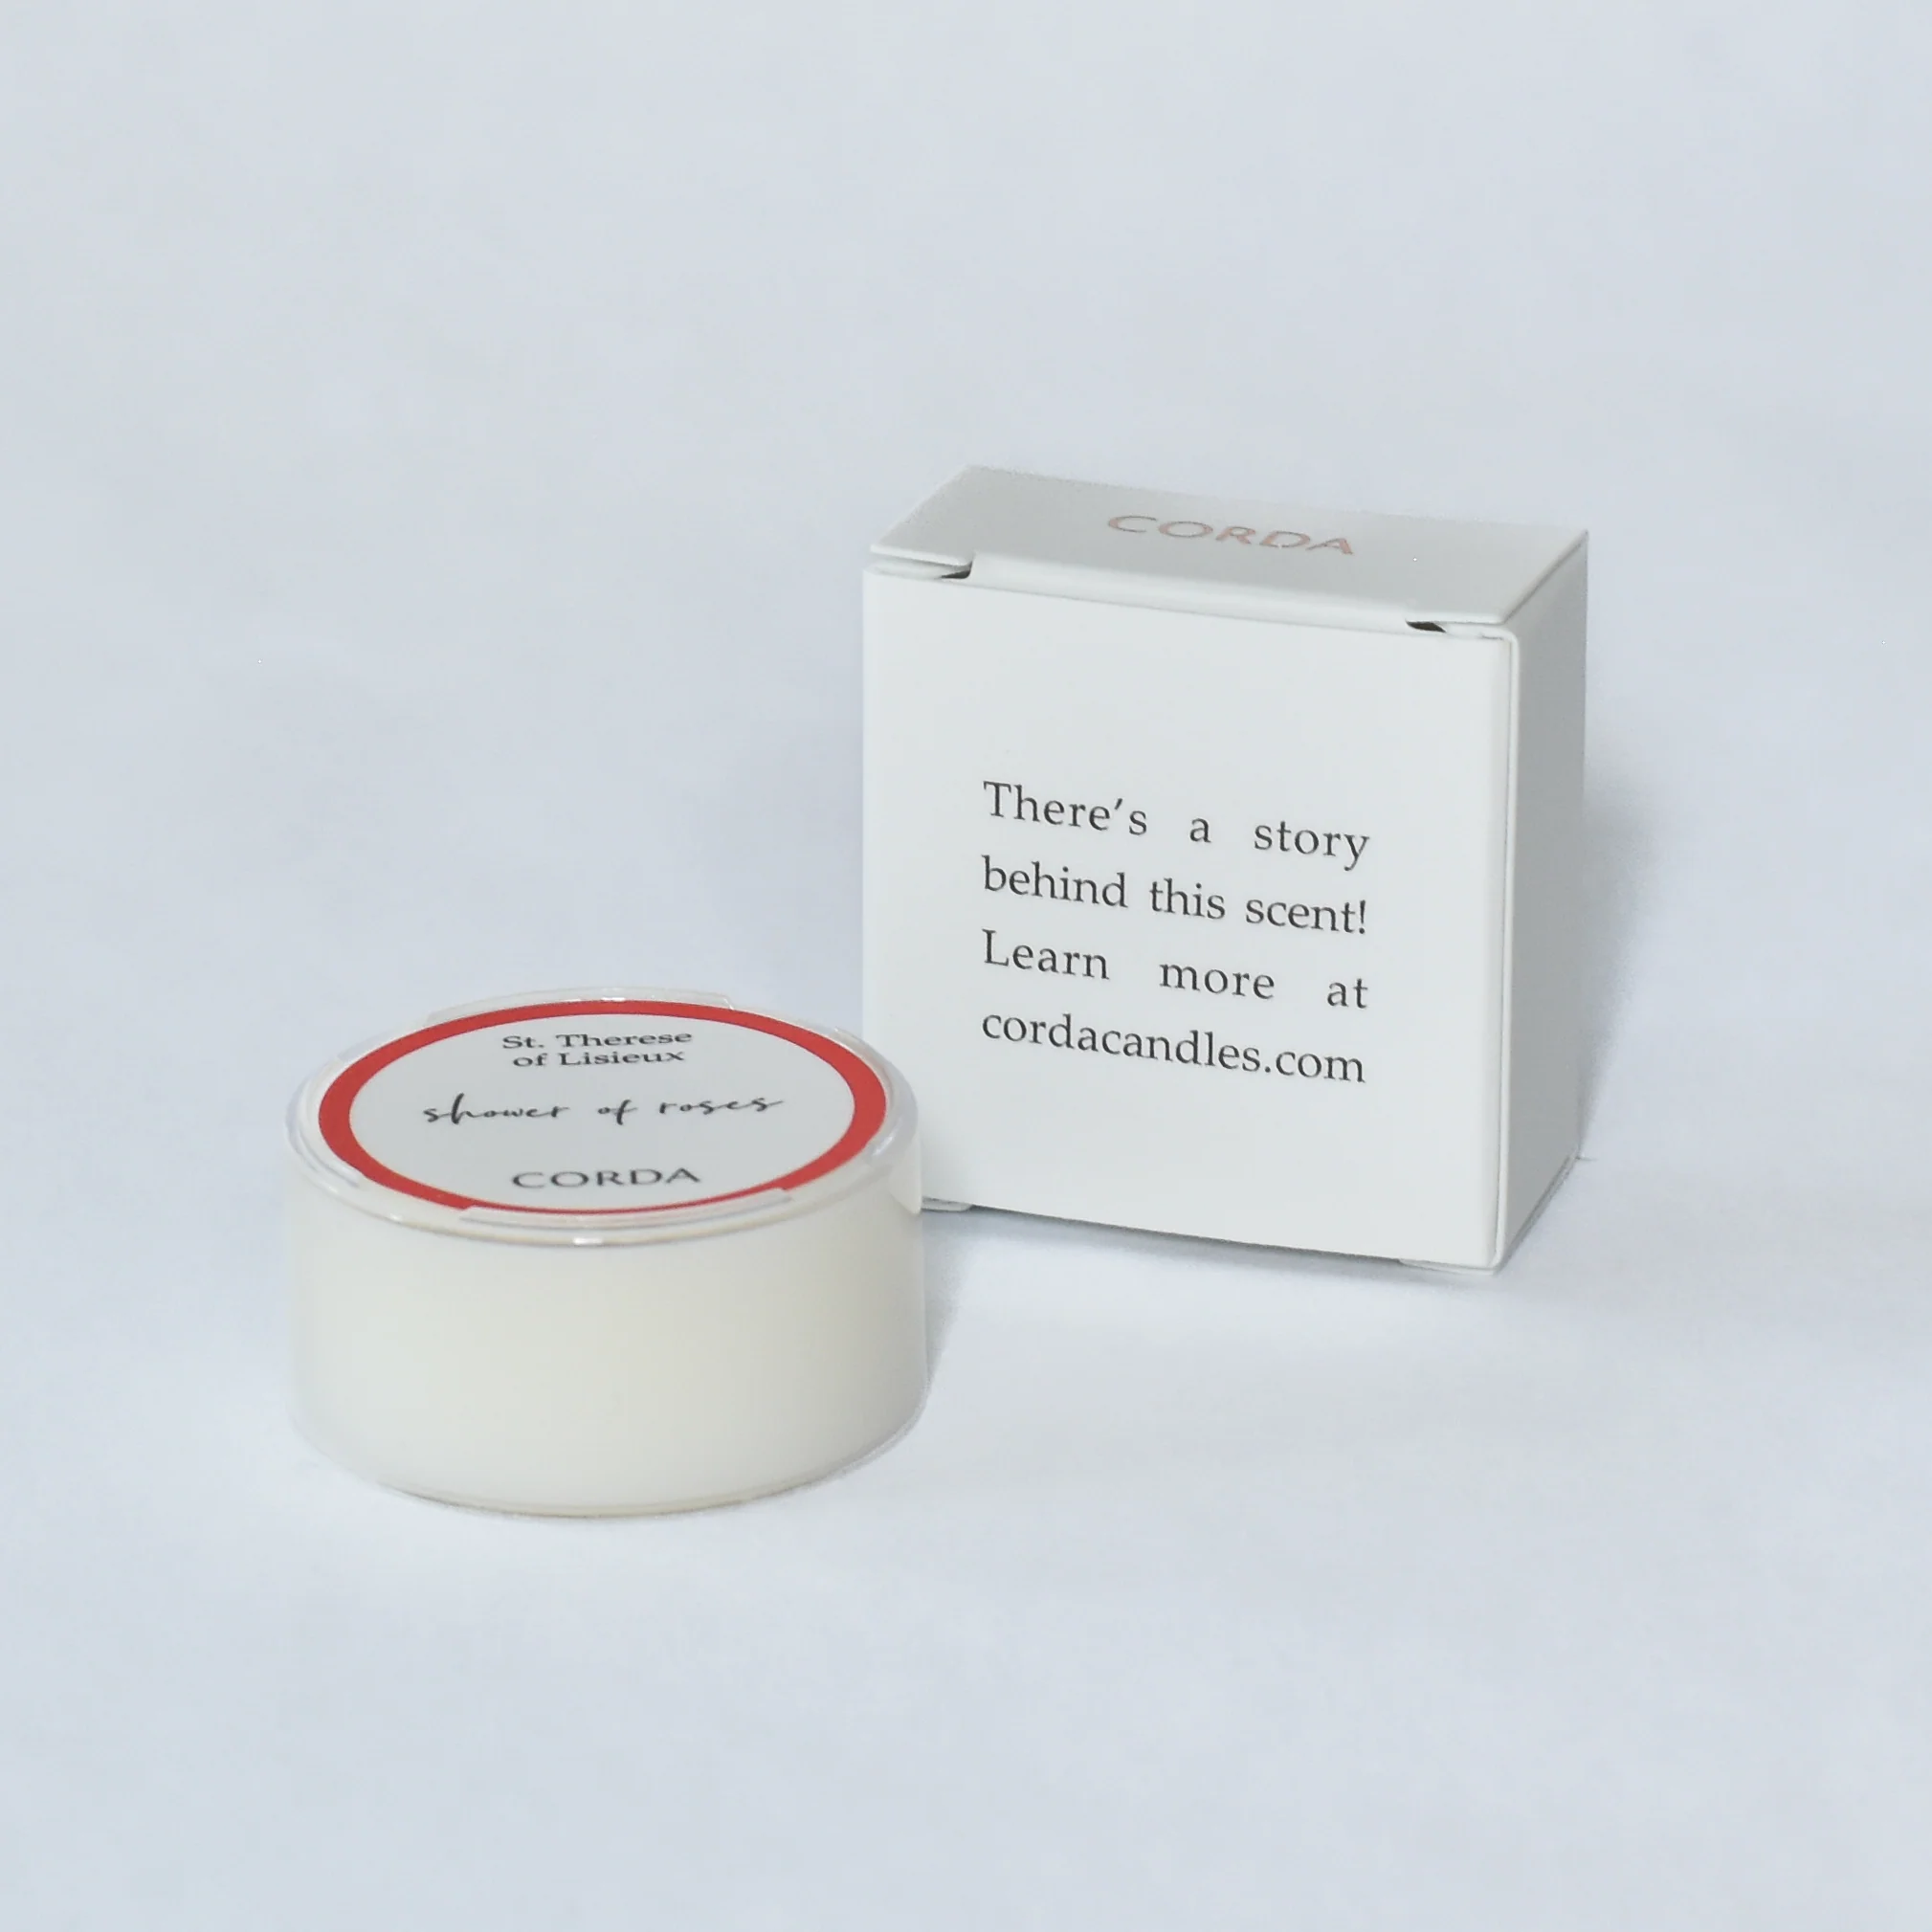 CORDA
There's a story
behind this scent!
Learn more at
cordacandles.com
St. Therese
of Lisieux
shower of roses
CORDA